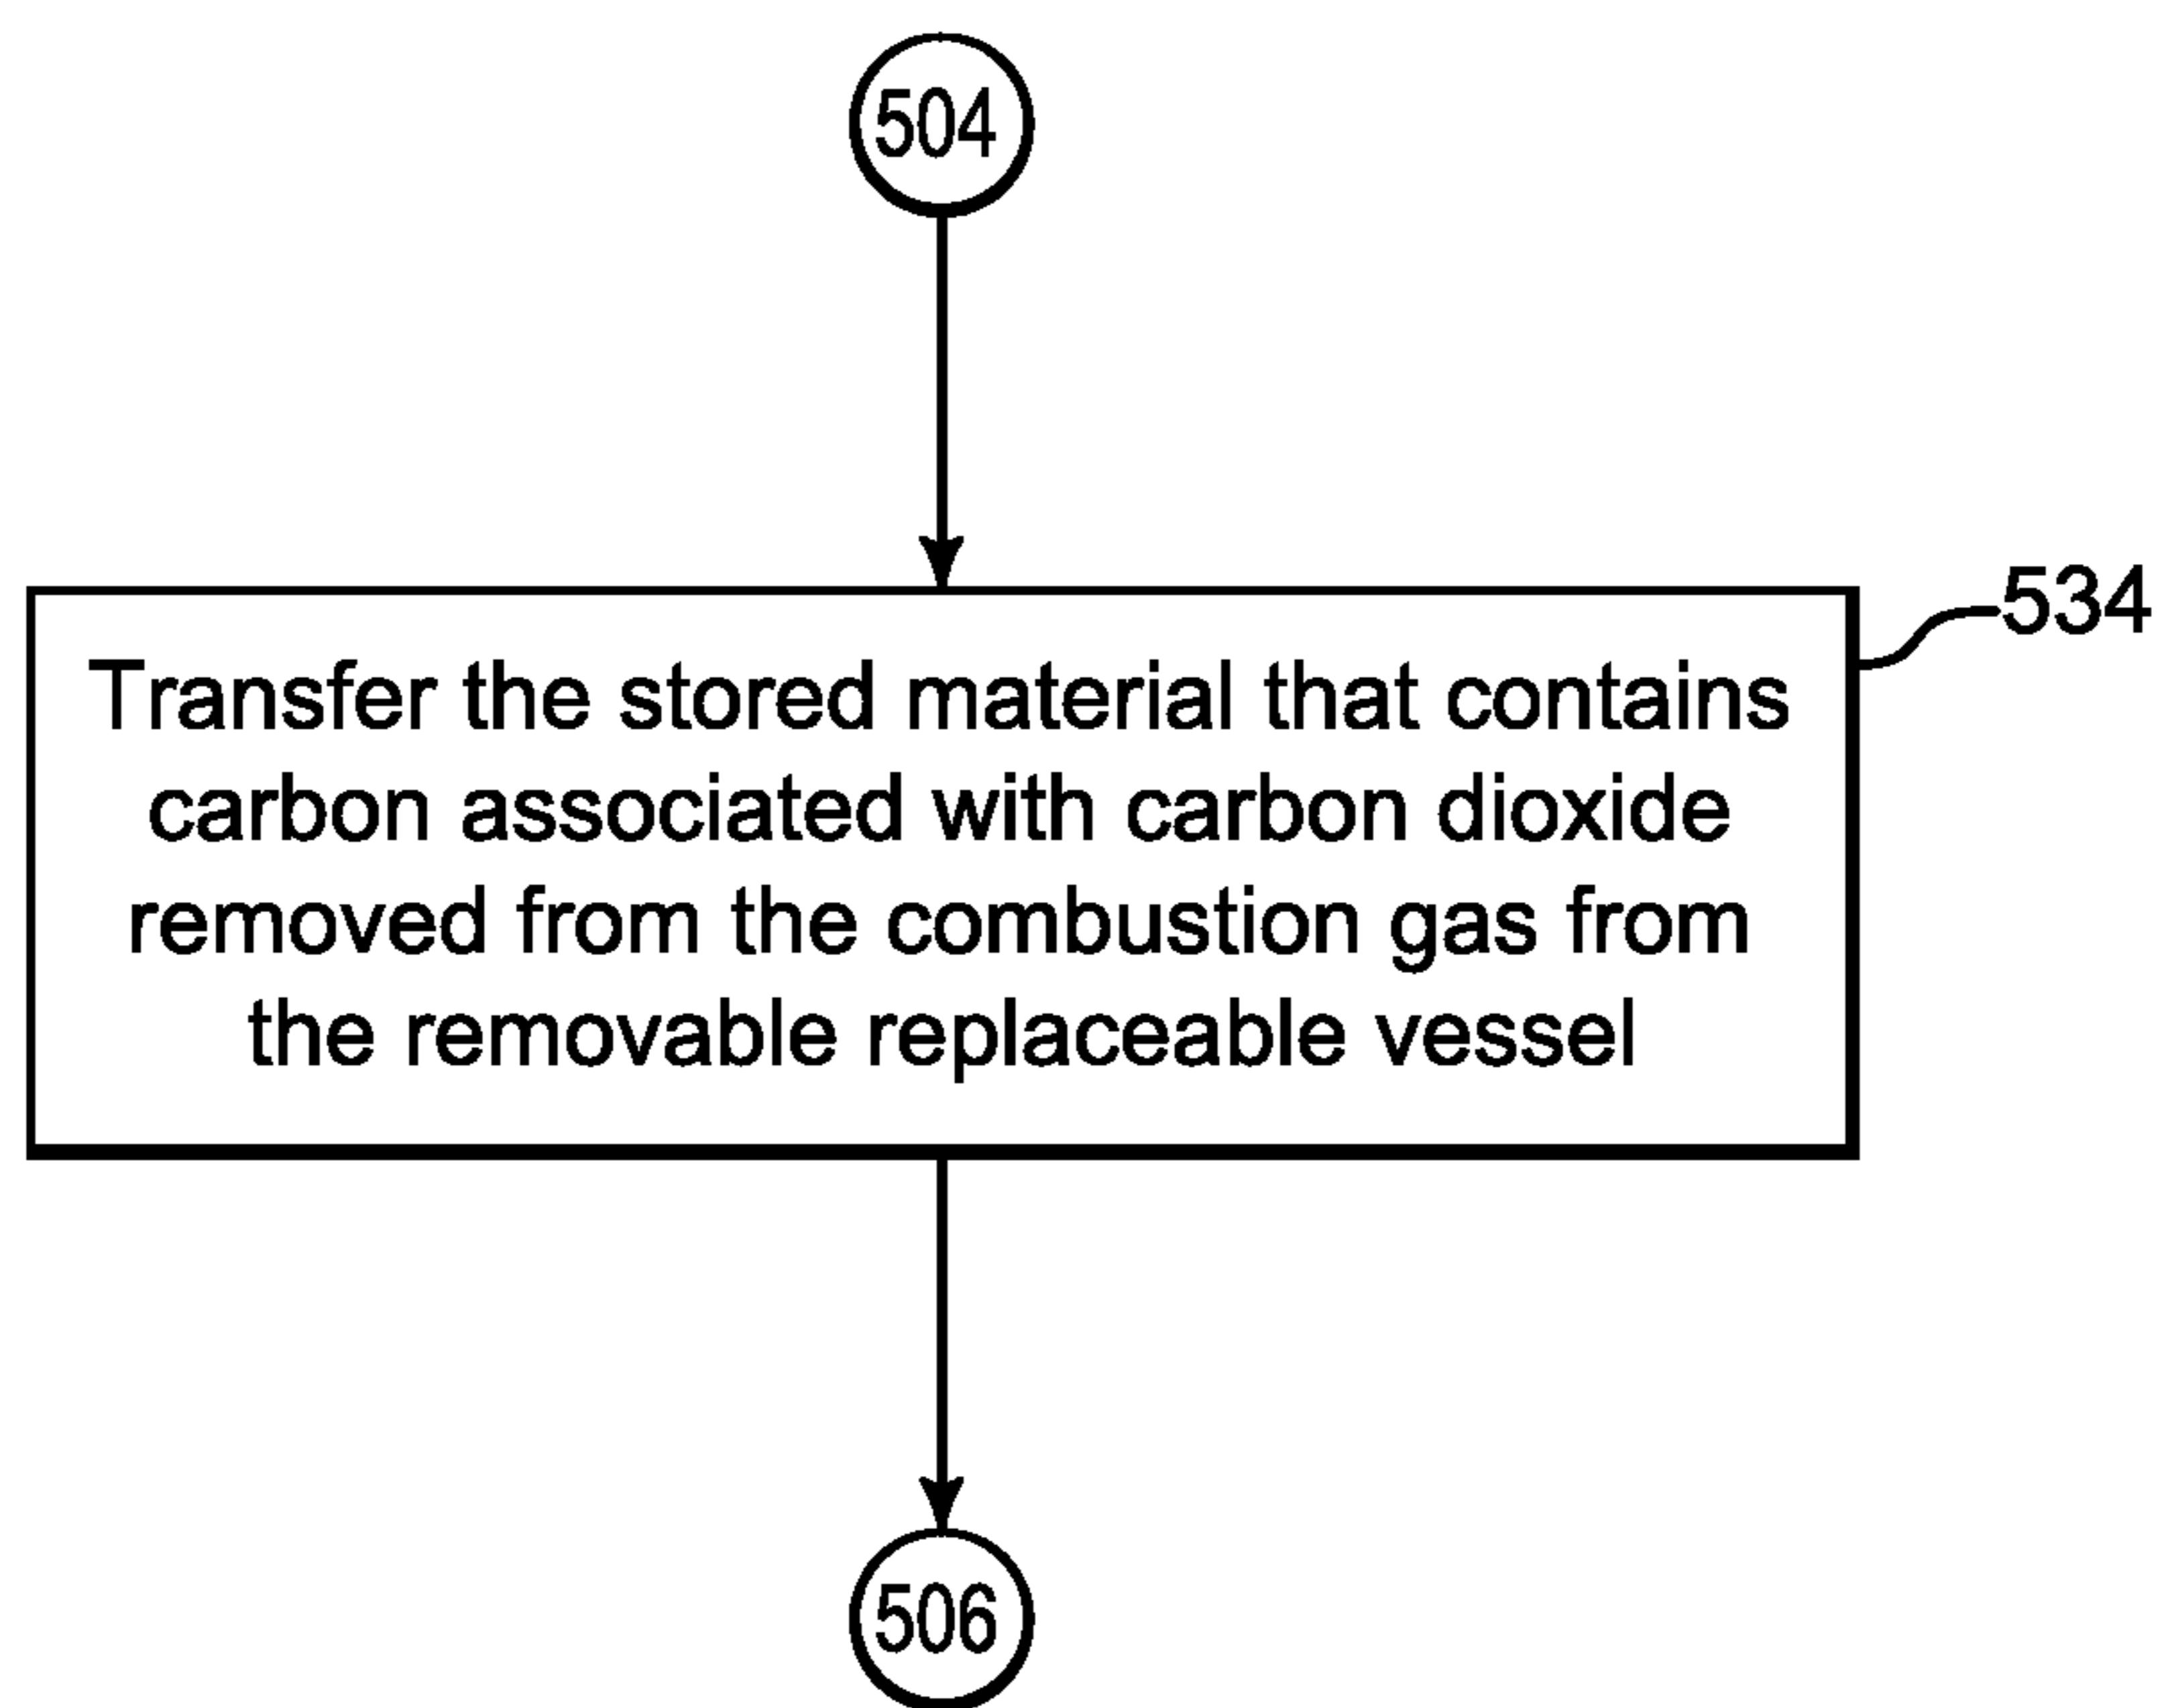 504
534
Transfer the stored material that contains
carbon associated with carbon dioxide
removed from the combustion gas from
the removable replaceable vessel
506